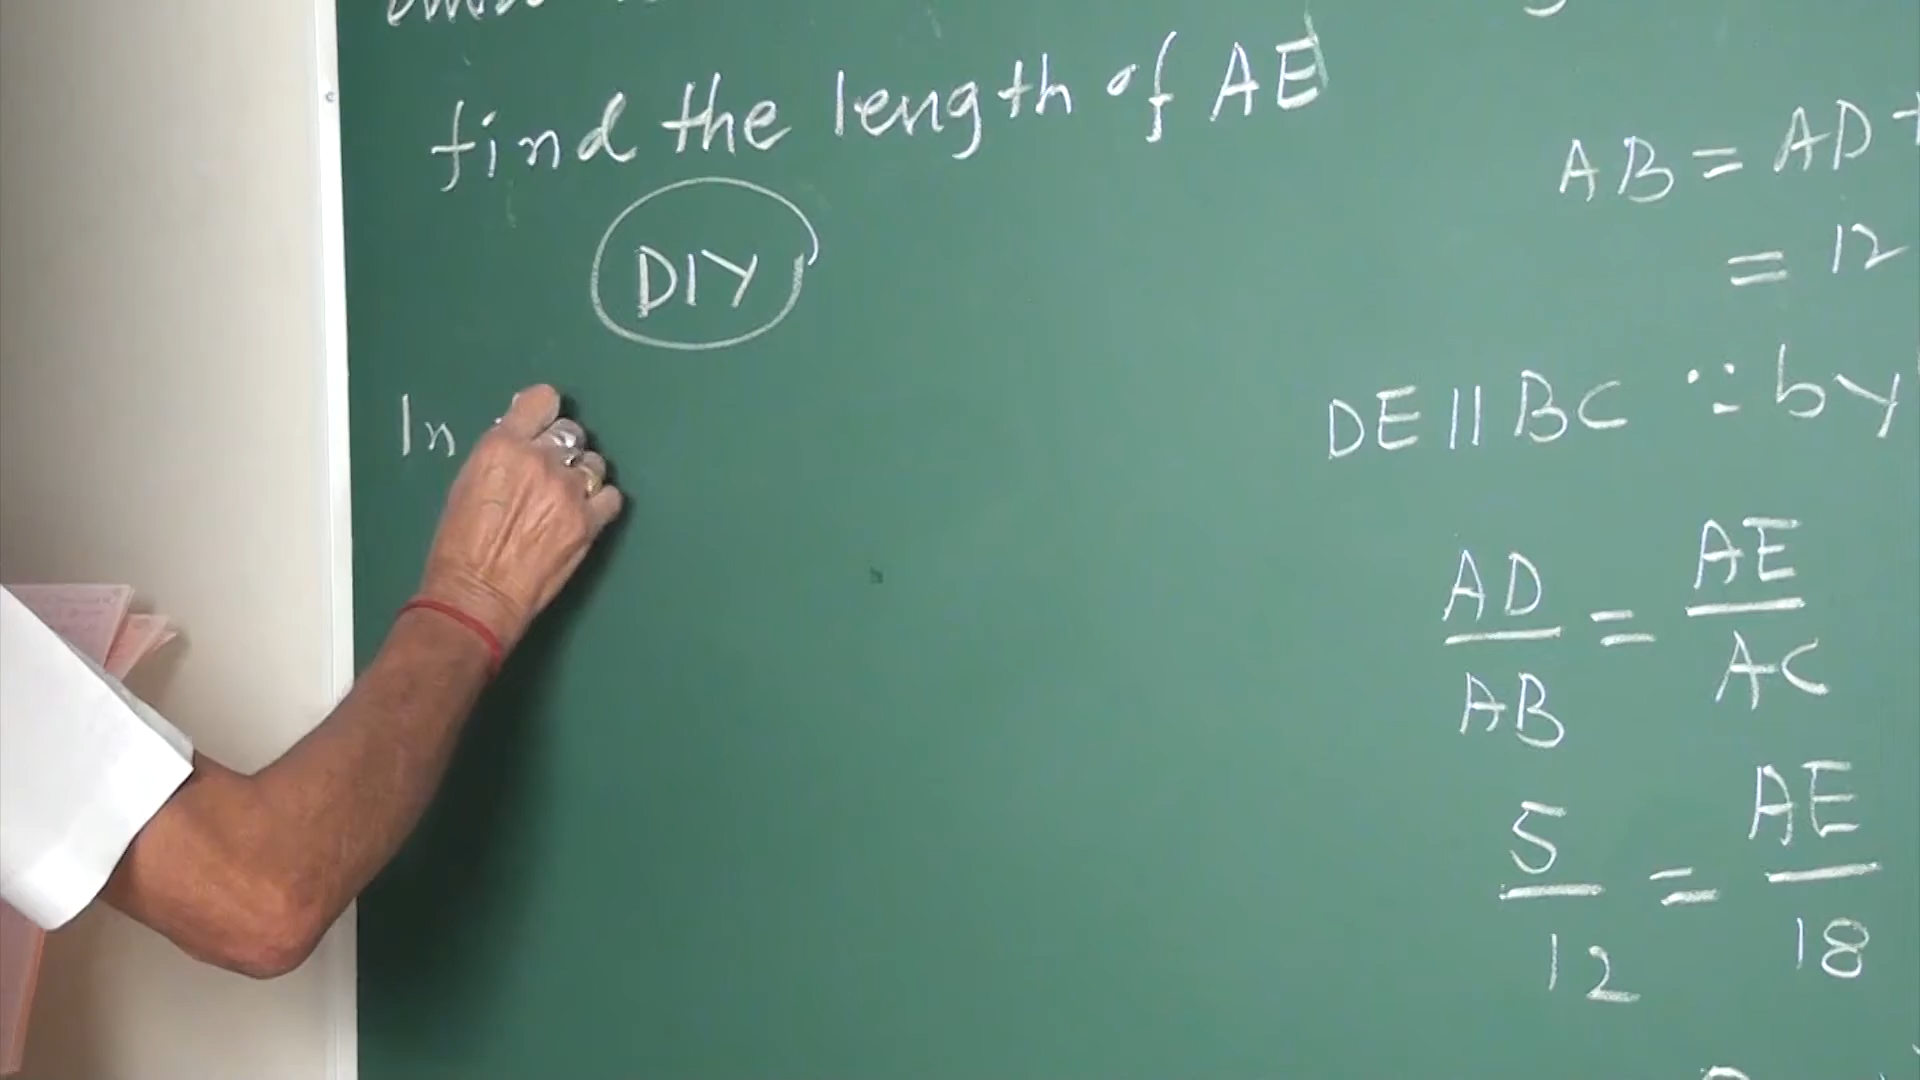 find the length of AE
DIY
In
AB = AD +
= 12
DE || BC ∵ by
AD/AB = AE/AC
5/12 = AE/18